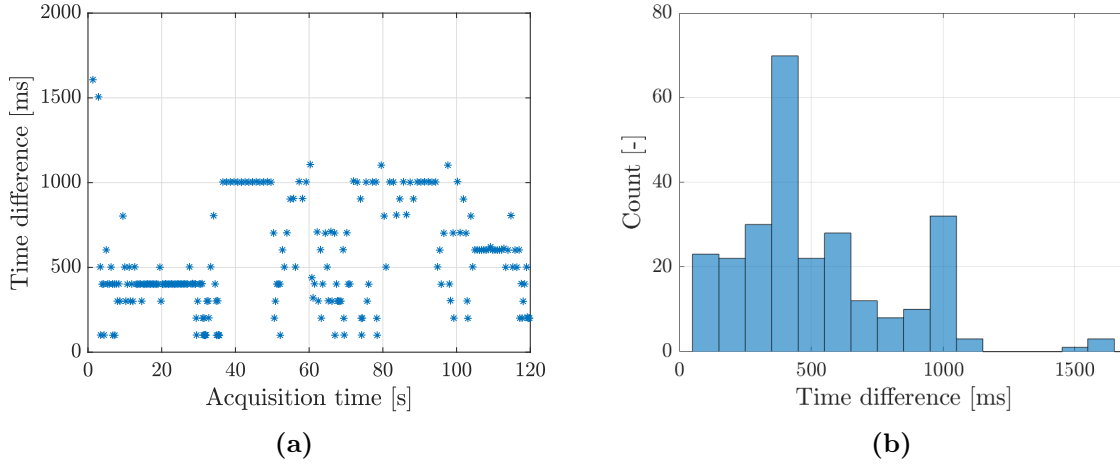 2000
1500
1000
500
0
Time difference [ms]
0 20 40 60 80 100 120
Acquisition time [s]
(a)
80
60
40
20
0
Count [-]
0 500 1000 1500
Time difference [ms]
(b)